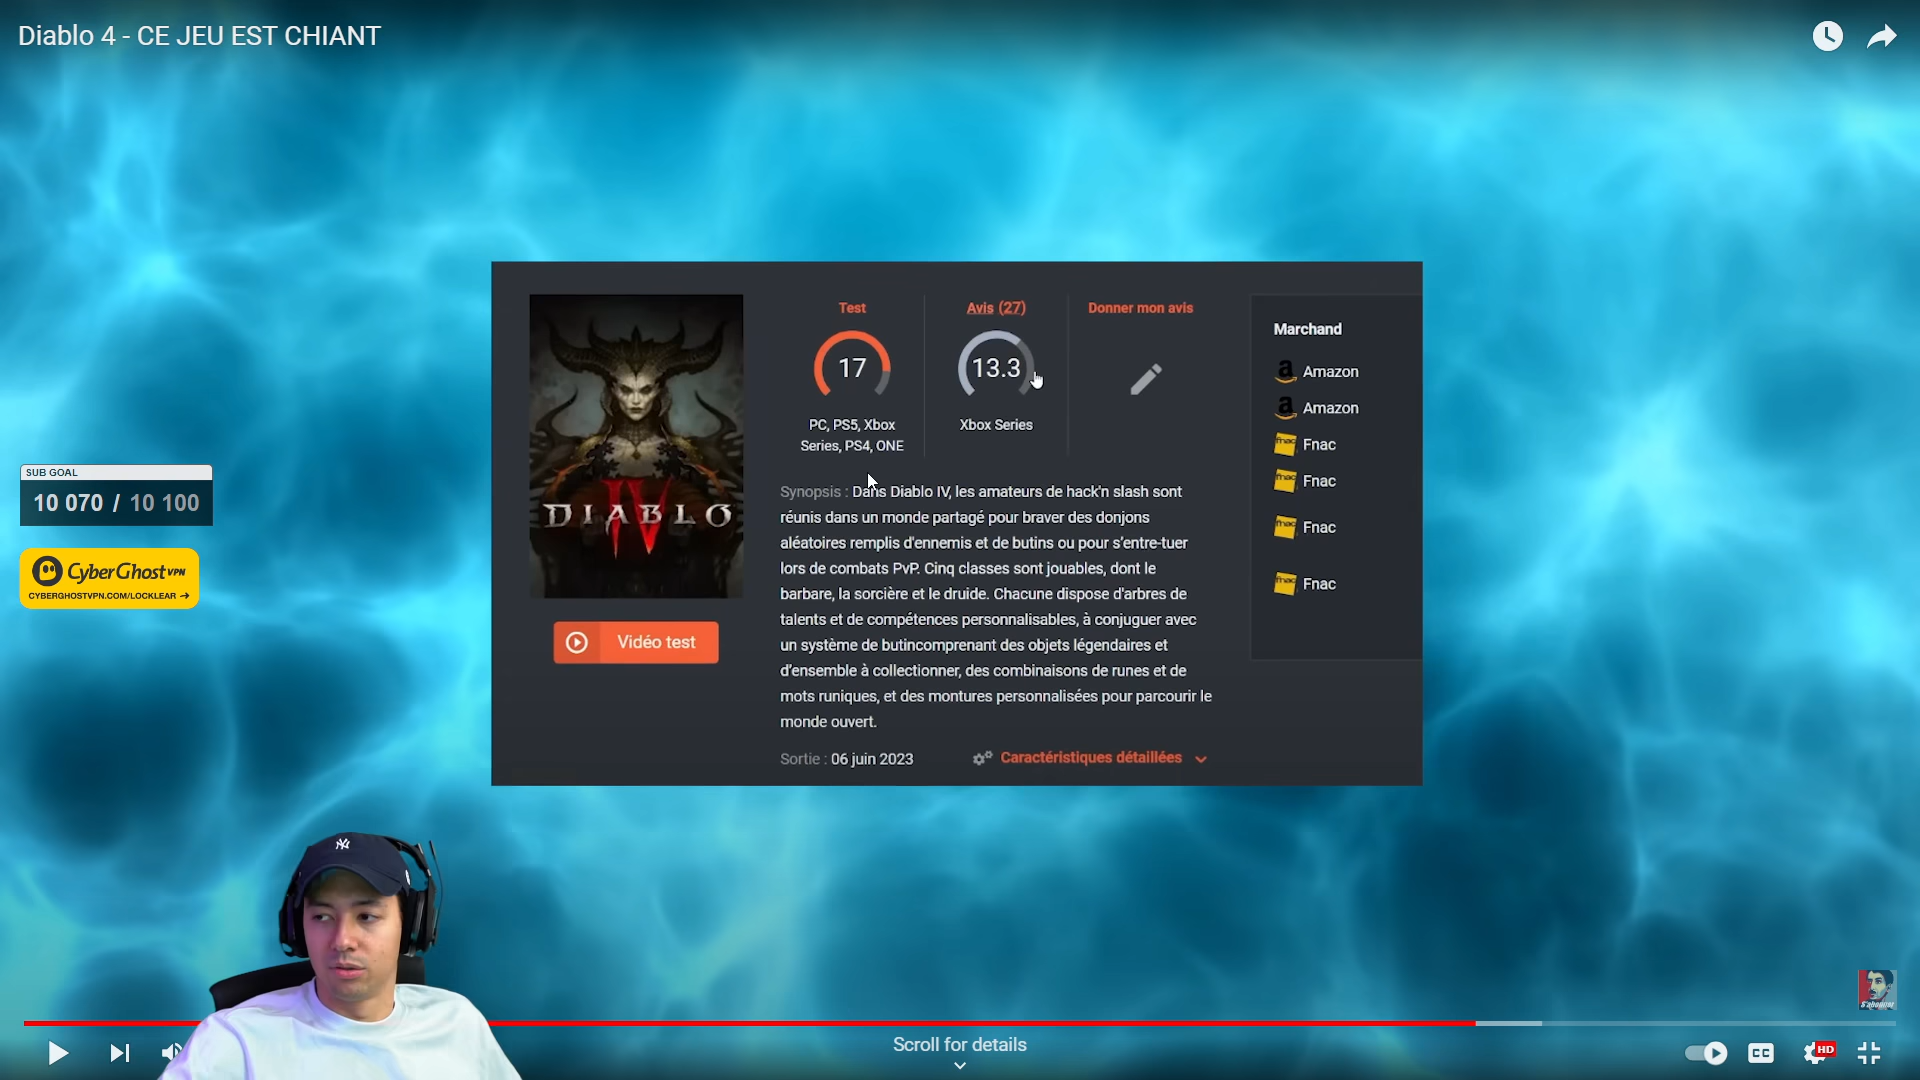 Diablo 4 - CE JEU EST CHIANT
Test
17
PC, PS5, Xbox
Series, PS4, ONE
Avis (27)
13.3
Xbox Series
Donner mon avis
Marchand
Amazon
Amazon
Fnac
Fnac
Fnac
Fnac
DIABLO
IV
Vidéo test
Synopsis : Dans Diablo IV, les amateurs de hack'n slash sont
réunis dans un monde partagé pour braver des donjons
aléatoires remplis d'ennemis et de butins ou pour s'entre-tuer
lors de combats PvP. Cinq classes sont jouables, dont le
barbare, la sorcière et le druide. Chacune dispose d'arbres de
talents et de compétences personnalisables, à conjuguer avec
un système de butincomprenant des objets légendaires et
d'ensemble à collectionner, des combinaisons de runes et de
mots runiques, et des montures personnalisées pour parcourir le
monde ouvert.
Sortie : 06 juin 2023
Caractéristiques détaillées
SUB GOAL
10 070 / 10 100
CyberGhost VPN
CYBERGHOSTVPN.COM/LOCKLEAR →
NY
S'abonner
Scroll for details
CC
HD